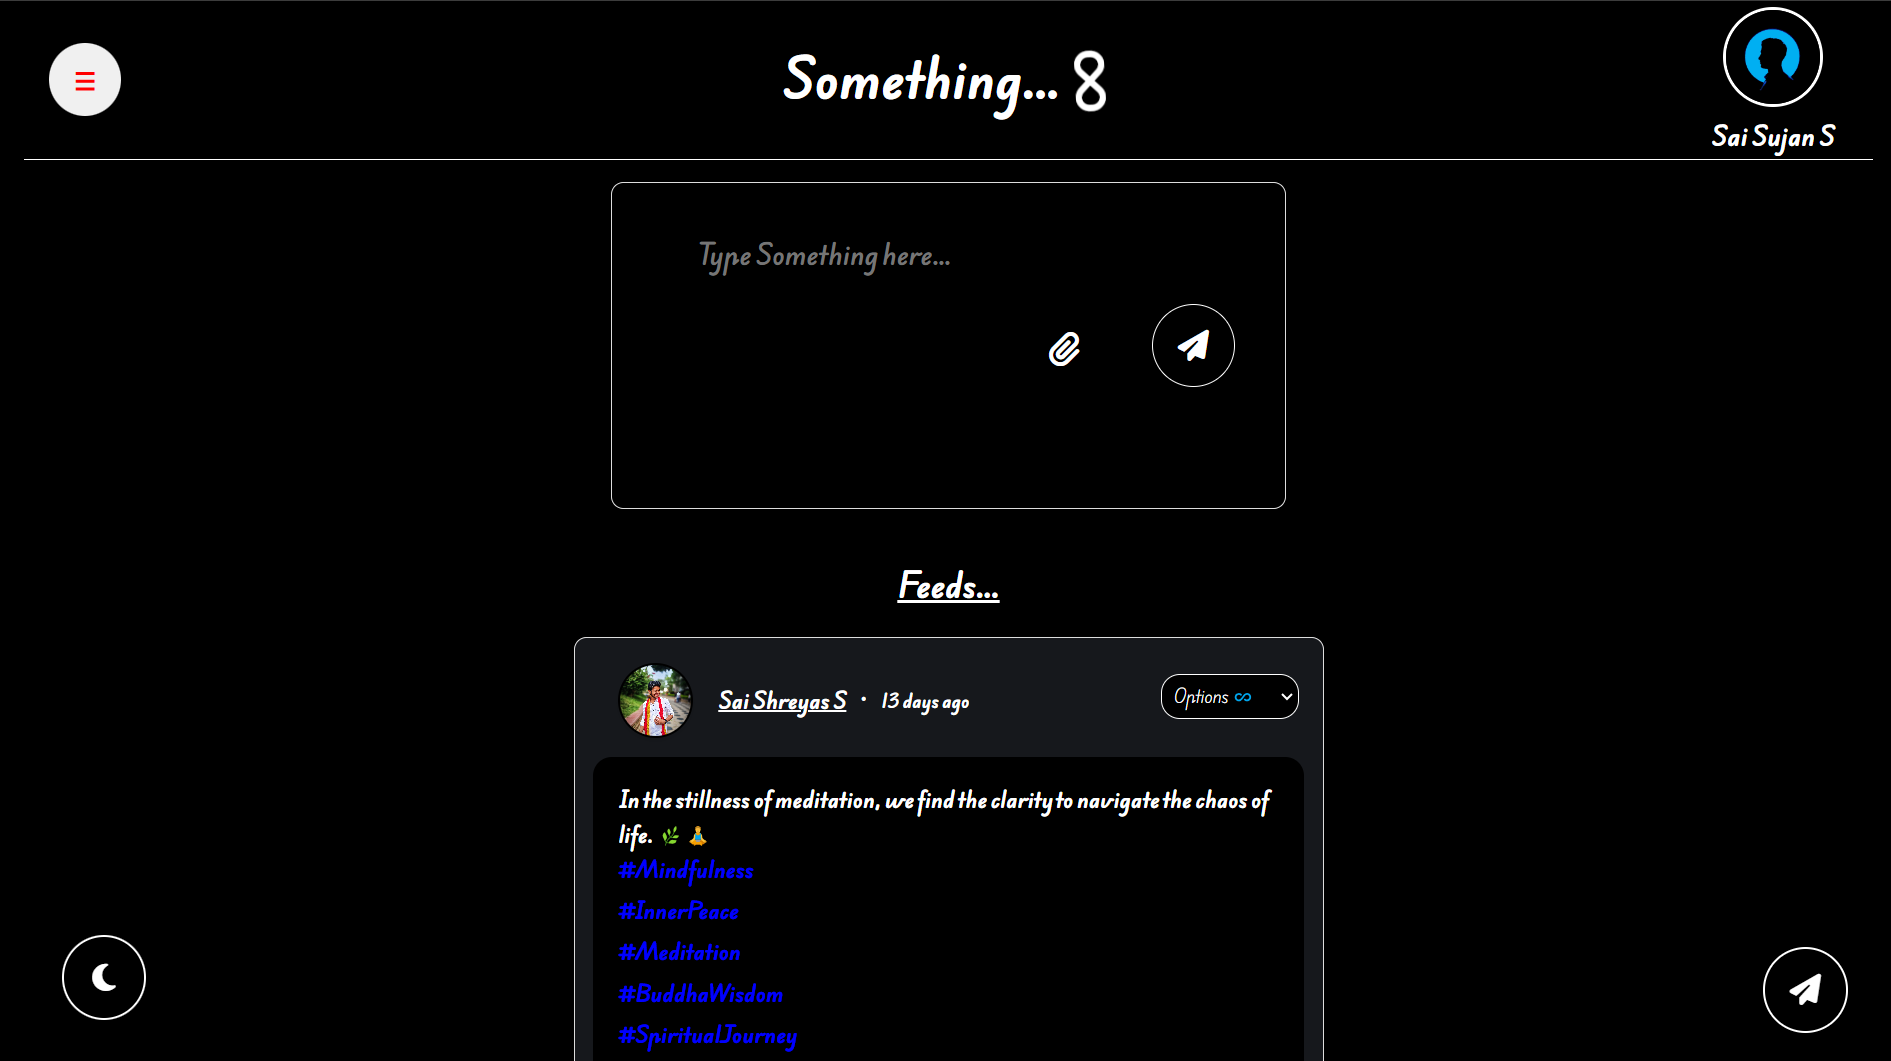 Something...
Sai Sujan S
Type Something here...
Feeds...
Sai Shreyas S • 13 days ago
Options ∞
In the stillness of meditation, we find the clarity to navigate the chaos of
life. 🌿 🧘
#Mindfulness
#InnerPeace
#Meditation
#BuddhaWisdom
#SpiritualJourney